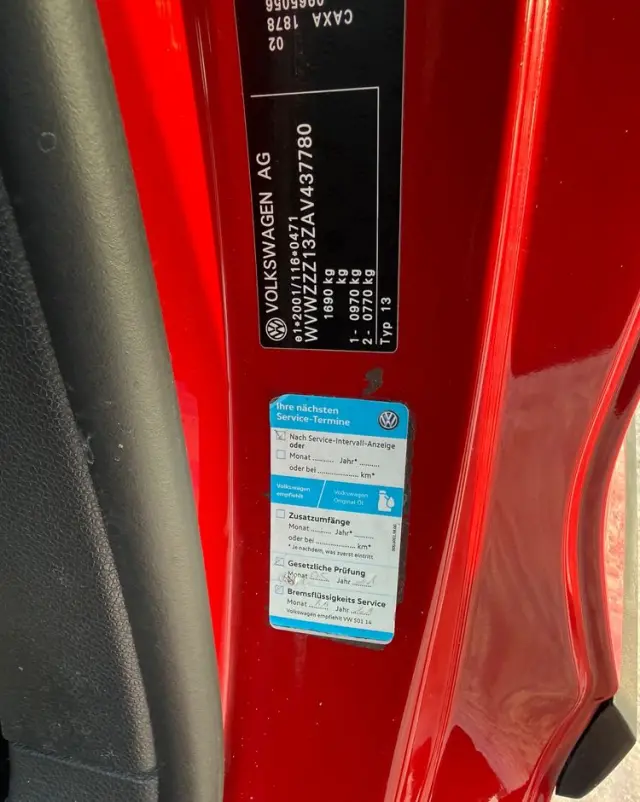 VOLKSWAGEN AG
e1*2001/116*0471
WVWZZZ13ZAV437780
1690 kg
kg
1- 0970 kg
2- 0770 kg
Typ 13
02
CAXA 1878
Ihre nächsten
Service-Termine
Nach Service-Intervall-Anzeige
oder
Monat .......... Jahr* ..........
oder bei .................... km*
Volkswagen
empfiehlt
Volkswagen
Original Öl
Zusatzumfänge
Monat .......... Jahr* ..........
oder bei .................... km*
* Je nachdem, was zuerst eintritt
Gesetzliche Prüfung
Monat Jahr
Bremsflüssigkeits Service
Monat Jahr
Volkswagen empfiehlt VW 501 14